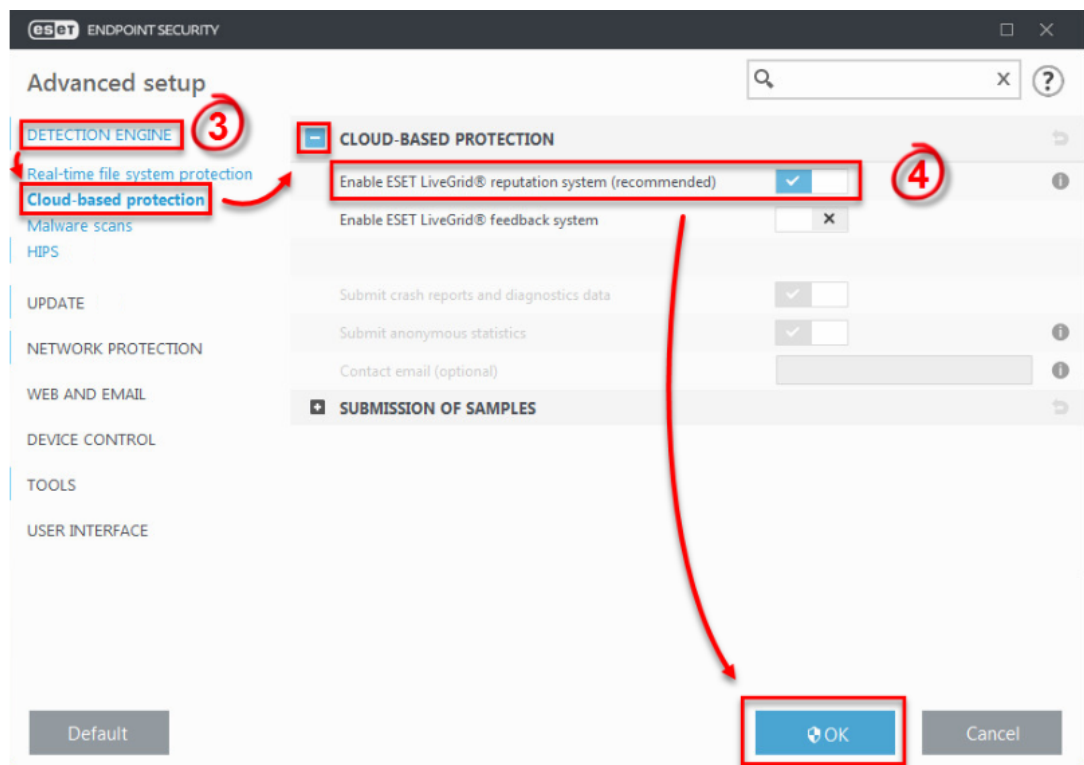 eset ENDPOINT SECURITY
Advanced setup
?
DETECTION ENGINE
3
Real-time file system protection
Cloud-based protection
Malware scans
HIPS
UPDATE
NETWORK PROTECTION
WEB AND EMAIL
DEVICE CONTROL
TOOLS
USER INTERFACE
CLOUD-BASED PROTECTION
Enable ESET LiveGrid® reputation system (recommended)
4
Enable ESET LiveGrid® feedback system
Submit crash reports and diagnostics data
Submit anonymous statistics
Contact email (optional)
SUBMISSION OF SAMPLES
Default
OK
Cancel